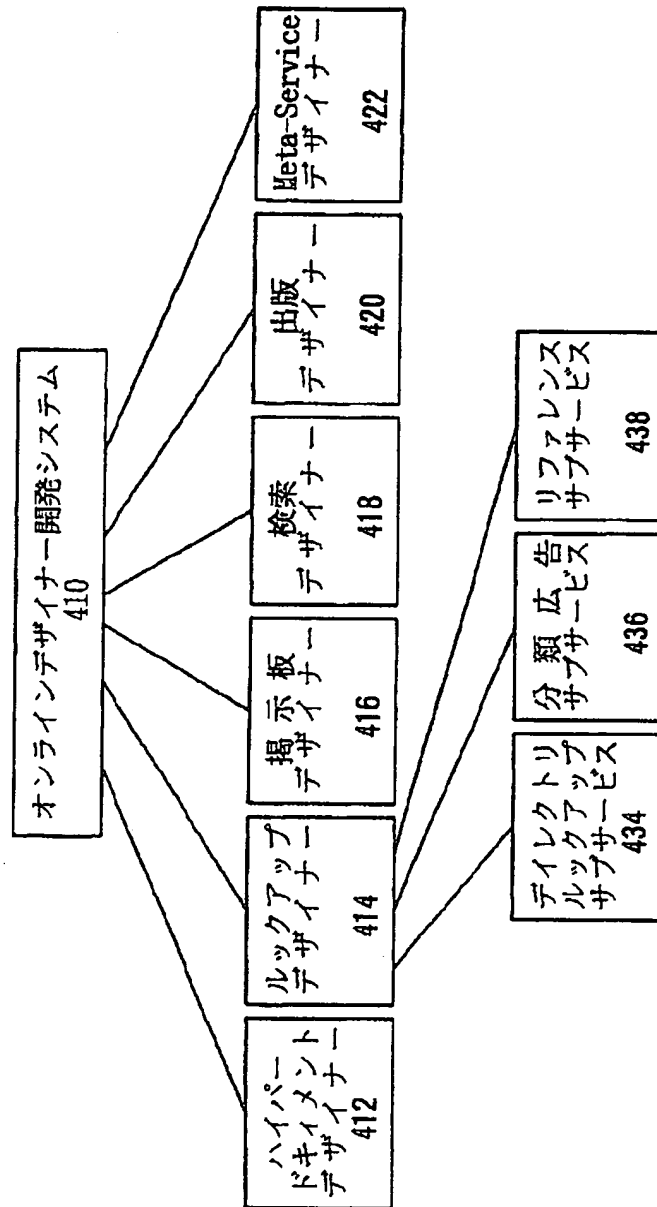 オンラインデザイナー開発システム
410
ハイパー
ドキィメント
デザイナー
412
ルックアップ
デザイナー
414
掲示板
デザイナー
416
検索
デザイナー
418
出版
デザイナー
420
Meta-Service
デザイナー
422
デイレクトリ
ルックアップ
サブサービス
434
分類広告
サブサービス
436
リファレンス
サブサービス
438